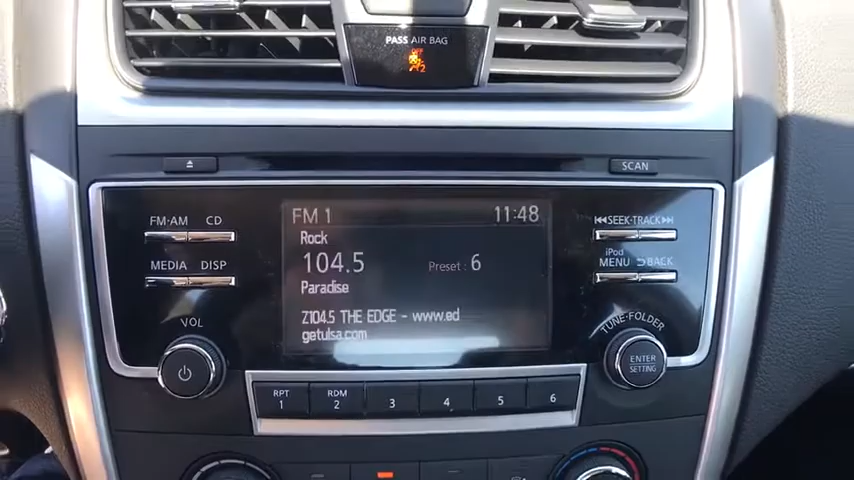 PASS AIR BAG
OFF
2
SCAN
FM·AM CD
MEDIA DISP
VOL
FM 1 11:48
Rock
104.5 Preset: 6
Paradise
Z104.5 THE EDGE - www.ed
getulsa.com
SEEK·TRACK
iPod
MENU BACK
TUNE·FOLDER
ENTER
SETTING
RPT RDM
1 2 3 4 5 6